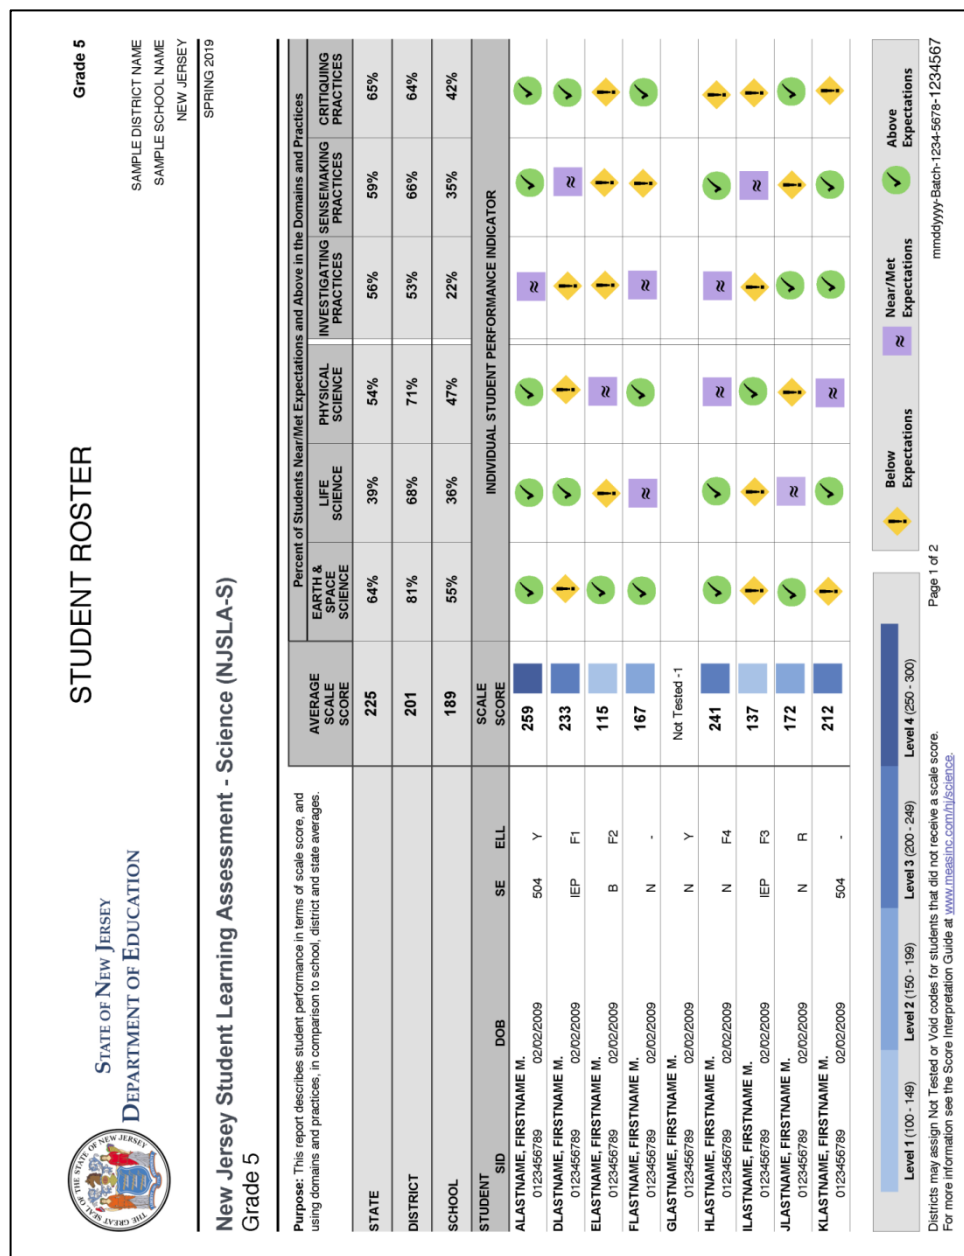 STATE OF NEW JERSEY
DEPARTMENT OF EDUCATION
THE GREAT SEAL OF THE STATE OF NEW JERSEY
STUDENT ROSTER
Grade 5
SAMPLE DISTRICT NAME
SAMPLE SCHOOL NAME
NEW JERSEY
SPRING 2019
New Jersey Student Learning Assessment - Science (NJSLA-S)
Grade 5
Purpose: This report describes student performance in terms of scale score, and
using domains and practices, in comparison to school, district and state averages.
AVERAGE SCALE SCORE
Percent of Students Near/Met Expectations and Above in the Domains and Practices
EARTH & SPACE SCIENCE LIFE SCIENCE PHYSICAL SCIENCE INVESTIGATING PRACTICES SENSEMAKING PRACTICES CRITIQUING PRACTICES
STATE 225 64% 39% 54% 56% 59% 65%
DISTRICT 201 81% 68% 71% 53% 66% 64%
SCHOOL 189 55% 36% 47% 22% 35% 42%
STUDENT SCALE SCORE INDIVIDUAL STUDENT PERFORMANCE INDICATOR
SID DOB SE ELL
ALASTNAME, FIRSTNAME M.
0123456789 02/02/2009 504 Y 259
DLASTNAME, FIRSTNAME M.
0123456789 02/02/2009 IEP F1 233
ELASTNAME, FIRSTNAME M.
0123456789 02/02/2009 B F2 115
FLASTNAME, FIRSTNAME M.
0123456789 02/02/2009 N - 167
GLASTNAME, FIRSTNAME M.
0123456789 02/02/2009 N Y Not Tested -1
HLASTNAME, FIRSTNAME M.
0123456789 02/02/2009 N F4 241
ILASTNAME, FIRSTNAME M.
0123456789 02/02/2009 IEP F3 137
JLASTNAME, FIRSTNAME M.
0123456789 02/02/2009 N R 172
KLASTNAME, FIRSTNAME M.
0123456789 02/02/2009 504 - 212
Level 1 (100 - 149) Level 2 (150 - 199) Level 3 (200 - 249) Level 4 (250 - 300)
Below Expectations Near/Met Expectations Above Expectations
Districts may assign Not Tested or Void codes for students that did not receive a scale score.
For more information see the Score Interpretation Guide at www.measinc.com/nj/science.
Page 1 of 2
mmddyyyy-Batch-1234-5678-1234567